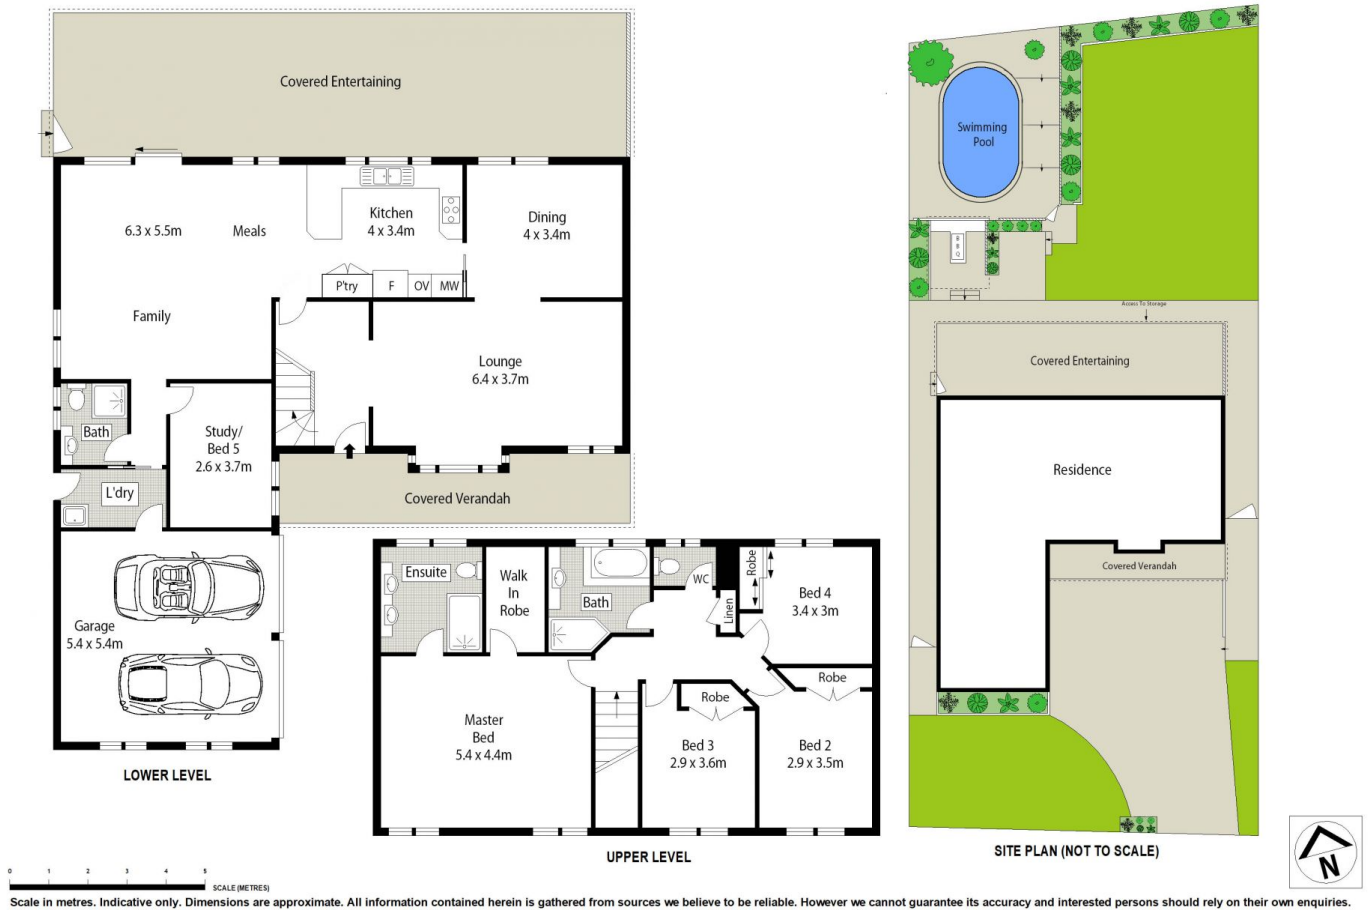 Covered Entertaining
6.3 x 5.5m
Meals
Kitchen
4 x 3.4m
Dining
4 x 3.4m
P'try
F
OV
MW
Family
Lounge
6.4 x 3.7m
Bath
Study/
Bed 5
2.6 x 3.7m
L'dry
Covered Verandah
Garage
5.4 x 5.4m
LOWER LEVEL
Ensuite
Walk
In
Robe
Bath
WC
Linen
Robe
Bed 4
3.4 x 3m
Master
Bed
5.4 x 4.4m
Robe
Bed 3
2.9 x 3.6m
Robe
Bed 2
2.9 x 3.5m
UPPER LEVEL
Swimming
Pool
B
B
Q
Access To Storage
Covered Entertaining
Residence
Covered Verandah
SITE PLAN (NOT TO SCALE)
N
0 1 2 3 4 5
SCALE (METRES)
Scale in metres. Indicative only. Dimensions are approximate. All information contained herein is gathered from sources we believe to be reliable. However we cannot guarantee its accuracy and interested persons should rely on their own enquiries.